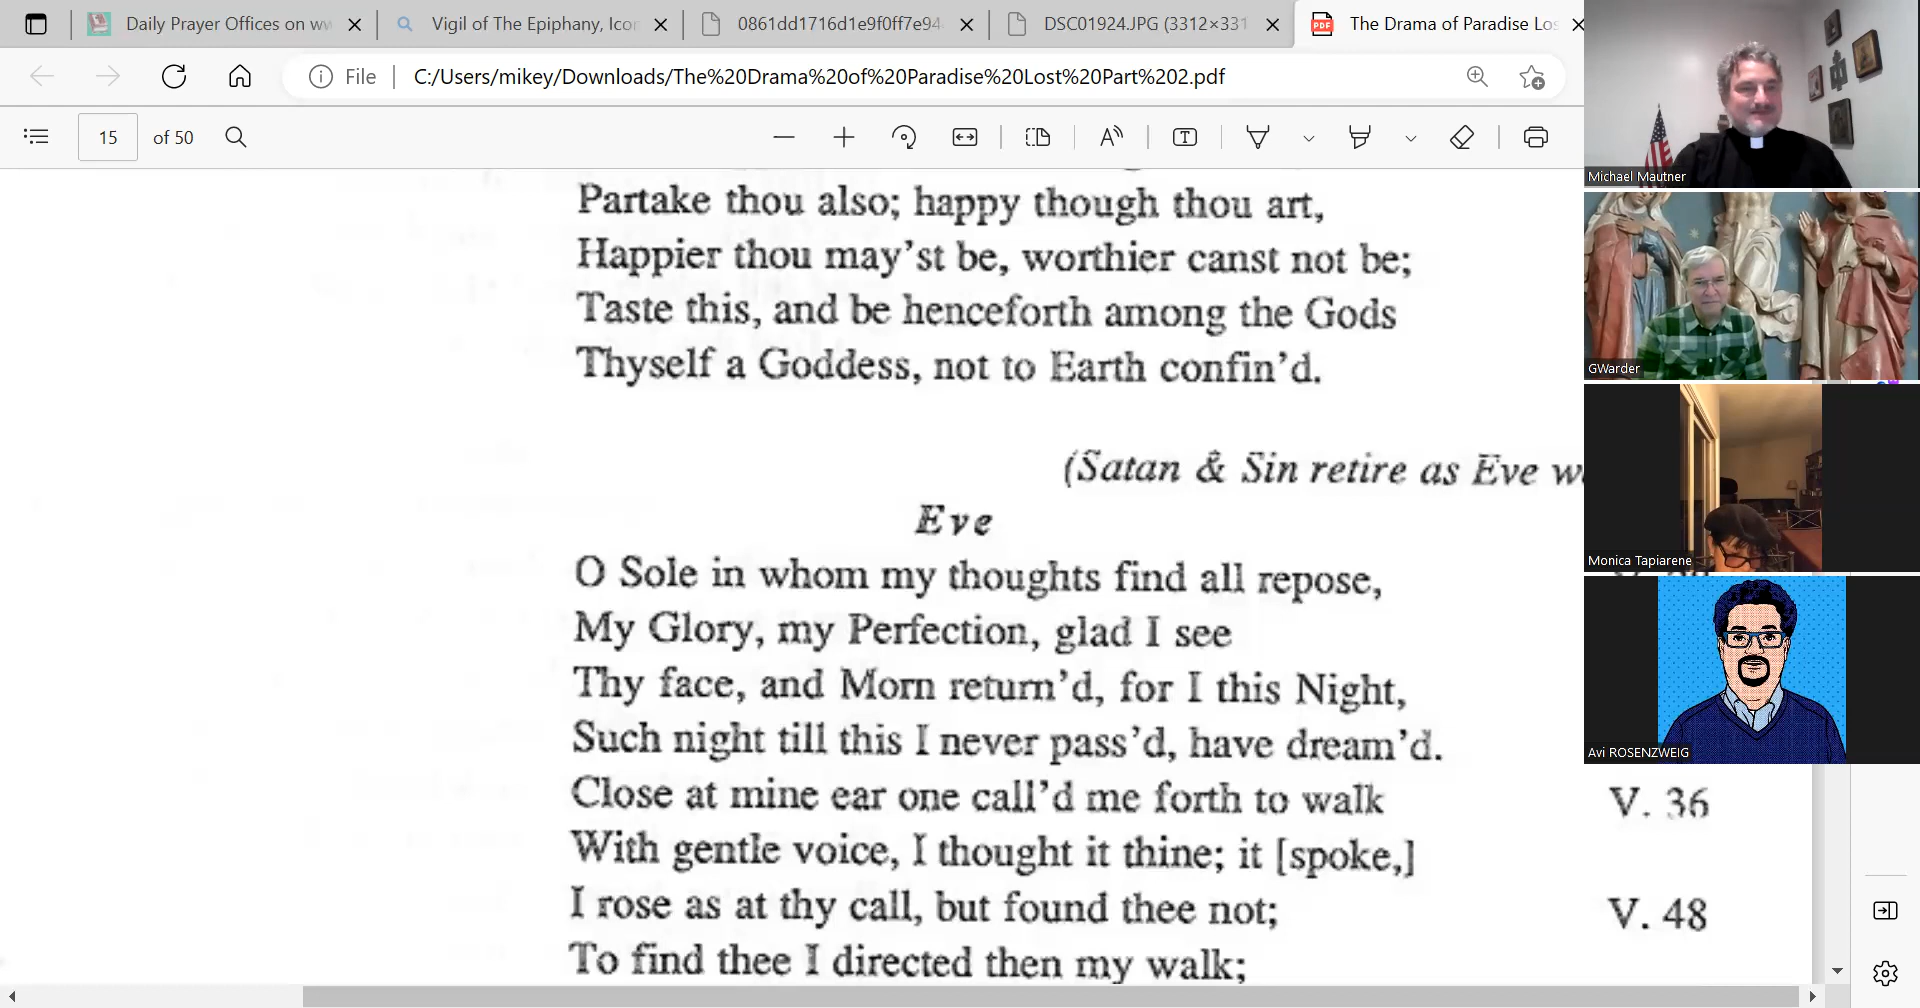 Daily Prayer Offices on ww
Vigil of The Epiphany, Icon
0861dd1716d1e9f0ff7e94
DSC01924.JPG (3312×331
PDF
The Drama of Paradise Los
File
C:/Users/mikey/Downloads/The%20Drama%20of%20Paradise%20Lost%20Part%202.pdf
15 of 50
Partake thou also; happy though thou art,
Happier thou may'st be, worthier canst not be;
Taste this, and be henceforth among the Gods
Thyself a Goddess, not to Earth confin'd.
(Satan & Sin retire as Eve
Eve
O Sole in whom my thoughts find all repose,
My Glory, my Perfection, glad I see
Thy face, and Morn return'd, for I this Night,
Such night till this I never pass'd, have dream'd.
Close at mine ear one call'd me forth to walk
V. 36
With gentle voice, I thought it thine; it [spoke,]
I rose as at thy call, but found thee not;
V. 48
To find thee I directed then my walk;
Michael Mautner
GWarder
Monica Tapiarene
Avi ROSENZWEIG